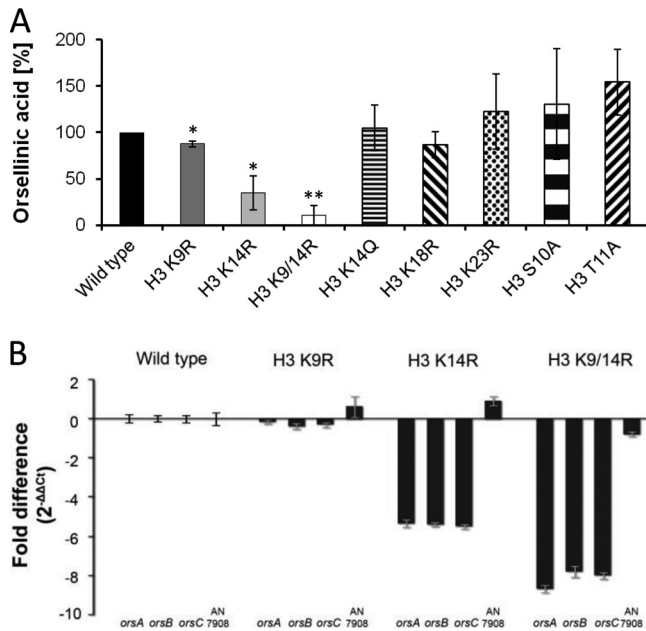 A
Orsellinic acid [%]
200
150
100
50
0
*
*
**
Wild type
H3 K9R
H3 K14R
H3 K9/14R
H3 K14Q
H3 K18R
H3 K23R
H3 S10A
H3 T11A
B
Wild type H3 K9R H3 K14R H3 K9/14R
Fold difference
(2-ΔΔCt)
2
0
-2
-4
-6
-8
-10
orsA orsB orsC AN 7908 orsA orsB orsC AN 7908 orsA orsB orsC AN 7908 orsA orsB orsC AN 7908